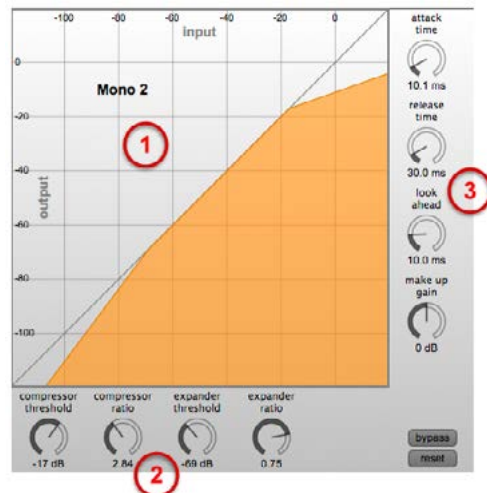 -100 -80 -60 -40 -20 0
input
0
-20
-40
-60
-80
-100
output
Mono 2
1
attack
time
10.1 ms
release
time
30.0 ms
look
ahead
10.0 ms
3
make up
gain
0 dB
compressor
threshold
-17 dB
compressor
ratio
2.84
2
expander
threshold
-69 dB
expander
ratio
0.75
bypass
reset